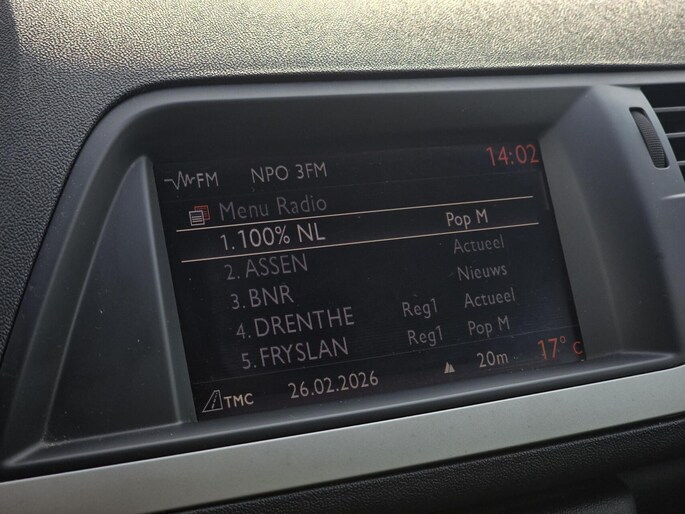 FM NPO 3FM 14:02
Menu Radio
1. 100% NL Pop M
2. ASSEN Actueel
3. BNR Nieuws
4. DRENTHE Reg1 Actueel
5. FRYSLAN Reg1 Pop M
TMC 26.02.2026 20m 17° C